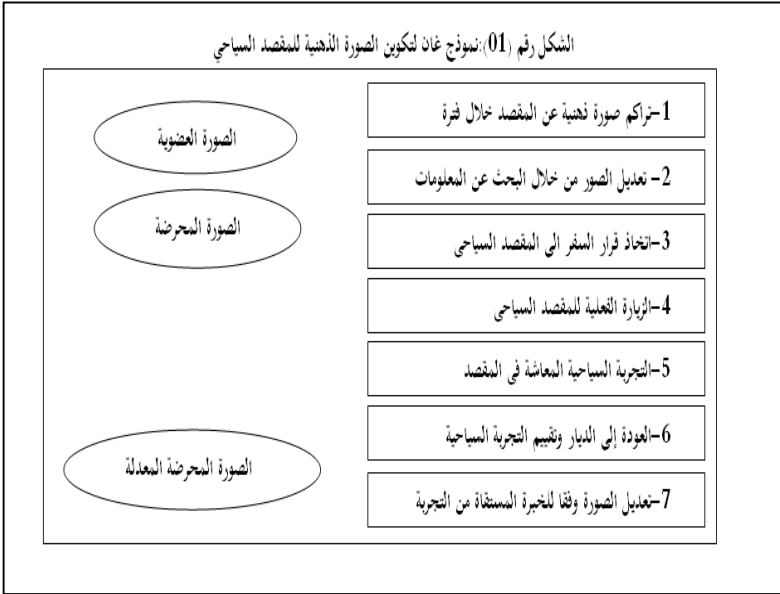 الشكل رقم (01):نموذج غان لتكوين الصورة الذهنية للمقصد السياحي
1-تراكم صورة ذهنية عن المقصد خلال فترة
الصورة العضوية
2- تعديل الصور من خلال البحث عن المعلومات
الصورة المحرضة
3-اتخاذ قرار السفر الى المقصد السياحى
4-الزيارة الفعلية للمقصد السياحى
5-التجربة السياحية المعاشة فى المقصد
6-العودة إلى الديار وتقييم التجربة السياحية
الصورة المحرضة المعدلة
7-تعديل الصورة وفقا للخبرة المستقاة من التجربة